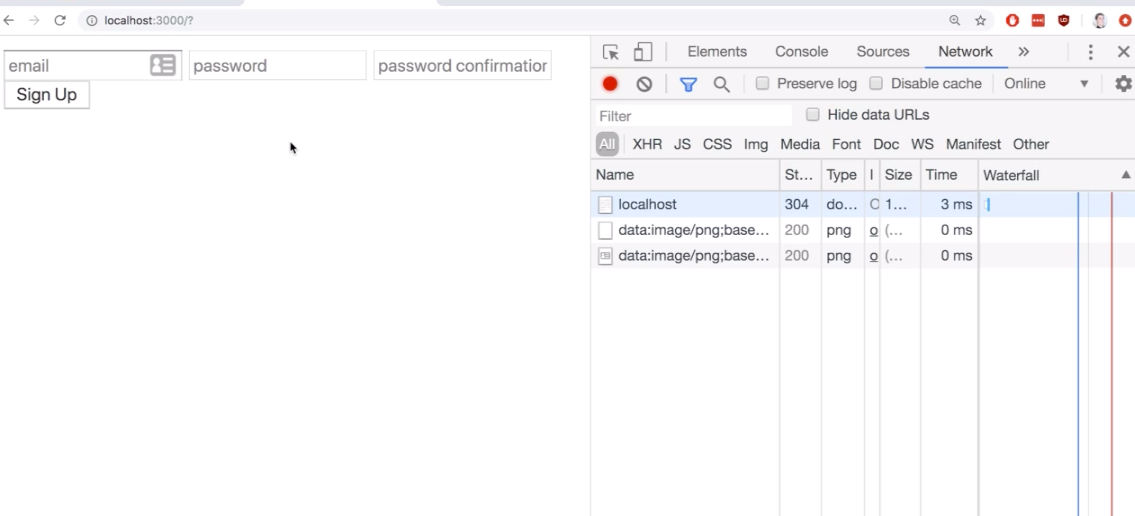 localhost:3000/?
email password password confirmation
Sign Up
Elements Console Sources Network »
Preserve log Disable cache Online
Filter Hide data URLs
All XHR JS CSS Img Media Font Doc WS Manifest Other
Name St... Type I Size Time Waterfall
localhost 304 do... 1... 3 ms
data:image/png;base... 200 png o (... 0 ms
data:image/png;base... 200 png o (... 0 ms